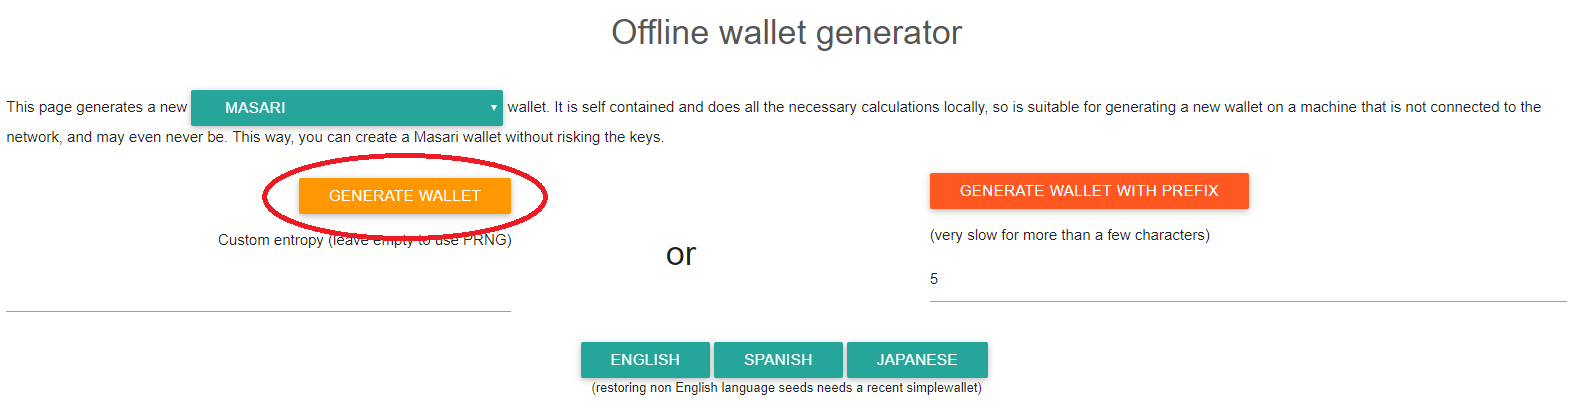 Offline wallet generator
This page generates a new MASARI wallet. It is self contained and does all the necessary calculations locally, so is suitable for generating a new wallet on a machine that is not connected to the
network, and may even never be. This way, you can create a Masari wallet without risking the keys.
GENERATE WALLET
Custom entropy (leave empty to use PRNG)
or
GENERATE WALLET WITH PREFIX
(very slow for more than a few characters)
5
ENGLISH SPANISH JAPANESE
(restoring non English language seeds needs a recent simplewallet)